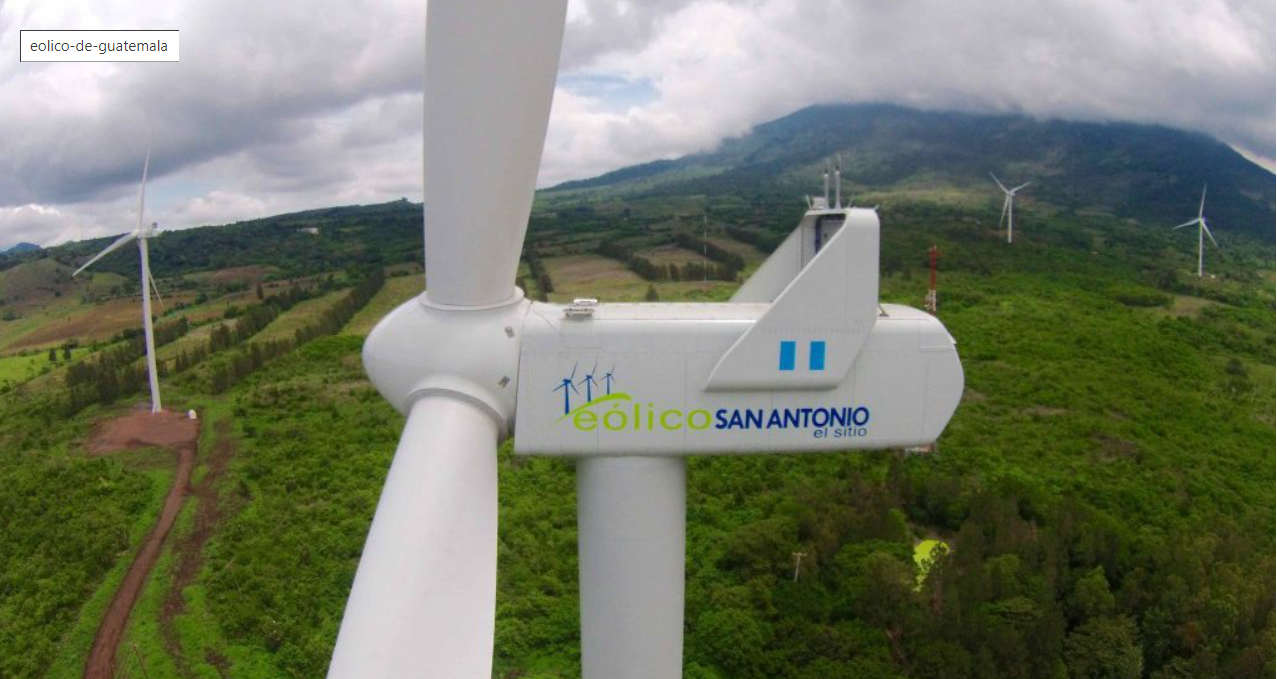 eolico-de-guatemala
eólico SAN ANTONIO
el sitio